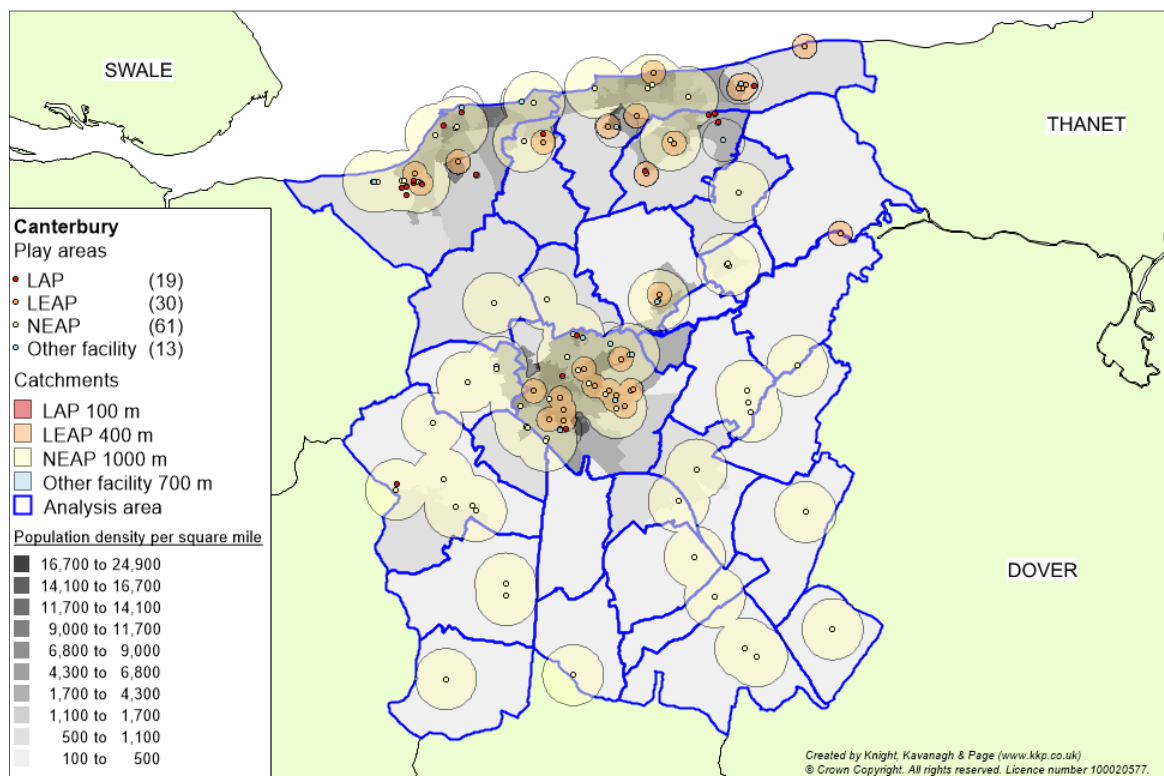 SWALE
THANET
Canterbury
Play areas
LAP (19)
LEAP (30)
NEAP (61)
Other facility (13)
Catchments
LAP 100 m
LEAP 400 m
NEAP 1000 m
Other facility 700 m
Analysis area
Population density per square mile
16,700 to 24,900
14,100 to 16,700
11,700 to 14,100
9,000 to 11,700
6,800 to 9,000
4,300 to 6,800
1,700 to 4,300
1,100 to 1,700
500 to 1,100
100 to 500
DOVER
Created by Knight, Kavanagh & Page (www.kkp.co.uk)
© Crown Copyright. All rights reserved. Licence number 100020577.